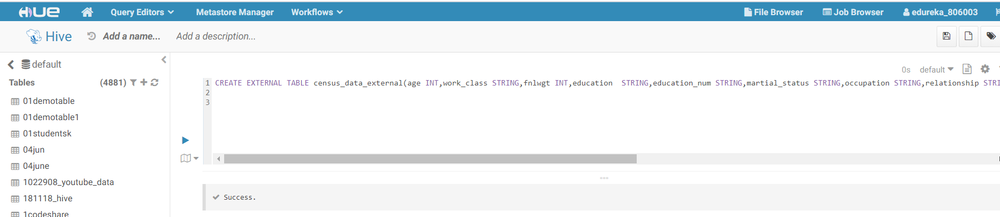 HUE Query Editors Metastore Manager Workflows File Browser Job Browser edureka_806003
Hive Add a name... Add a description...
default
0s default
Tables (4881)
1 CREATE EXTERNAL TABLE census_data_external(age INT,work_class STRING,fnlwgt INT,education  STRING,education_num STRING,martial_status STRING,occupation STRING,relationship STRI
2
3
01demotable
01demotable1
01studentsk
04jun
04june
1022908_youtube_data
181118_hive
1codeshare
Success.